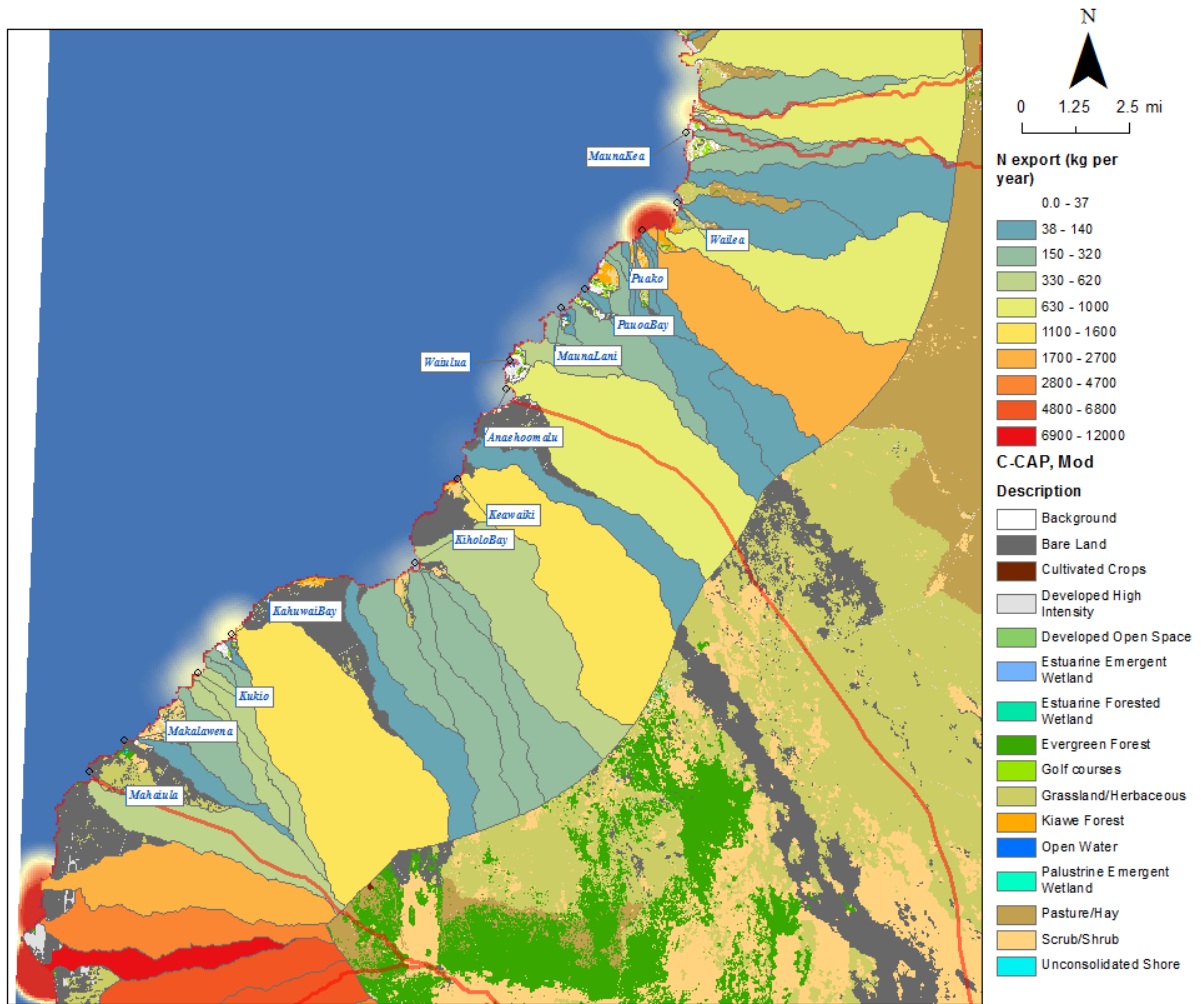 N
0 1.25 2.5 mi
MaunaKea
Wailea
Puako
PauoaBay
MaunaLani
Waiulua
Anaehoomalu
Keawaiki
KiholoBay
KahuwaiBay
Kukio
Makalawena
Mahaiula
N export (kg per
year)
0.0 - 37
38 - 140
150 - 320
330 - 620
630 - 1000
1100 - 1600
1700 - 2700
2800 - 4700
4800 - 6800
6900 - 12000
C-CAP, Mod
Description
Background
Bare Land
Cultivated Crops
Developed High
Intensity
Developed Open Space
Estuarine Emergent
Wetland
Estuarine Forested
Wetland
Evergreen Forest
Golf courses
Grassland/Herbaceous
Kiawe Forest
Open Water
Palustrine Emergent
Wetland
Pasture/Hay
Scrub/Shrub
Unconsolidated Shore